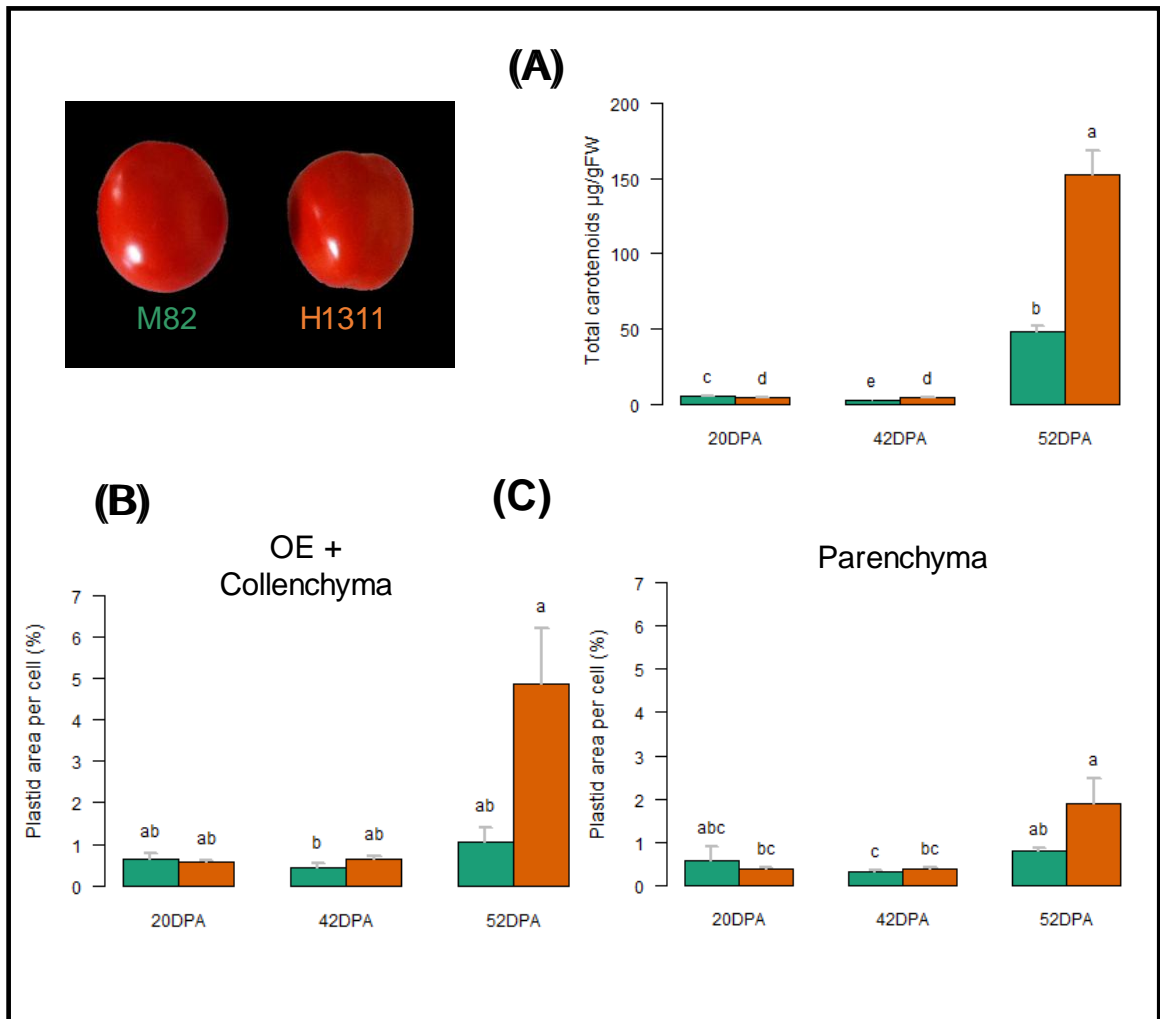 (A)
M82
H1311
Total carotenoids µg/gFW
200
150
100
50
0
a
b
c
d
e
d
20DPA
42DPA
52DPA
(B)
OE +
Collenchyma
Plastid area per cell (%)
7
6
5
4
3
2
1
0
ab
ab
b
ab
ab
a
20DPA
42DPA
52DPA
(C)
Parenchyma
Plastid area per cell (%)
7
6
5
4
3
2
1
0
abc
bc
c
bc
ab
a
20DPA
42DPA
52DPA